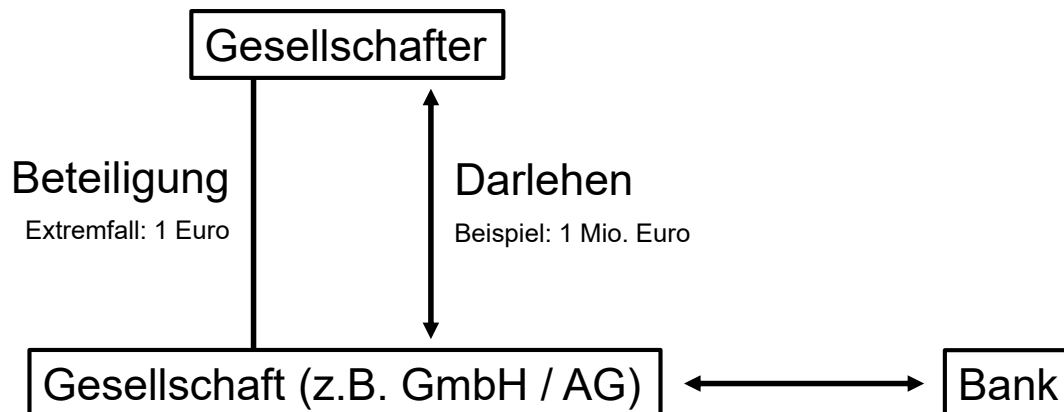 Gesellschafter
Beteiligung
Extremfall: 1 Euro
Darlehen
Beispiel: 1 Mio. Euro
Gesellschaft (z.B. GmbH / AG)
Bank